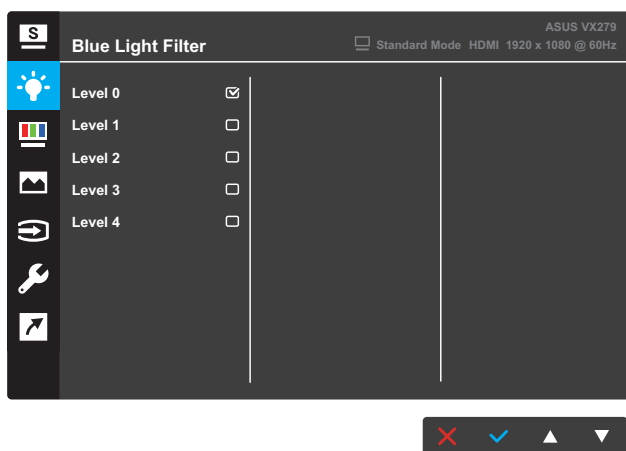 S
ASUS VX279
Blue Light Filter
Standard Mode HDMI 1920 x 1080 @ 60Hz
Level 0
Level 1
Level 2
Level 3
Level 4